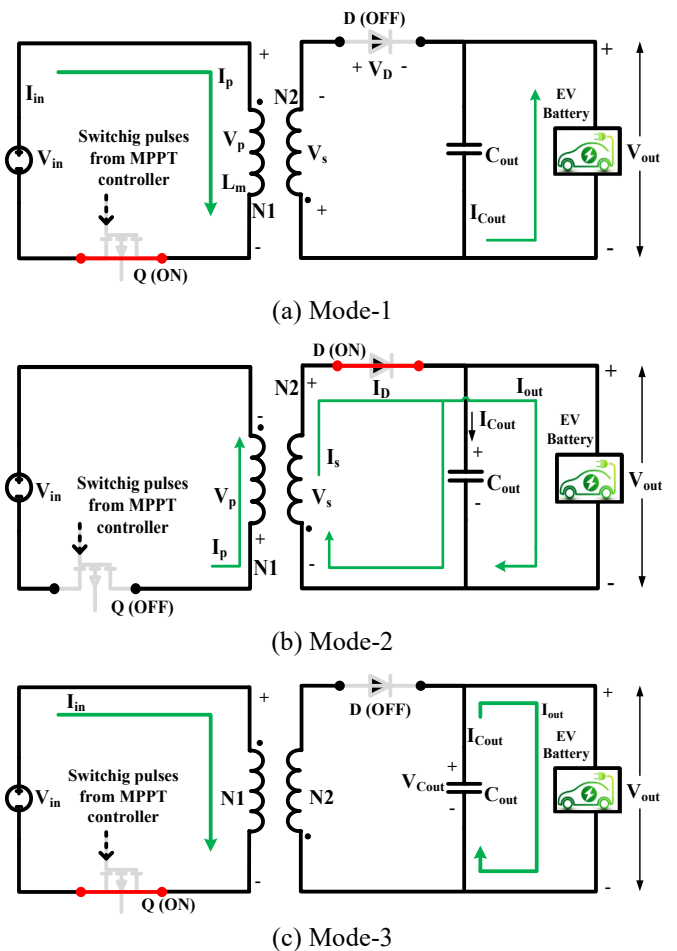 D (OFF)
+ V_D -
+
I_in
I_p
N2
-
+
EV
Battery
Switchig pulses
from MPPT
controller
V_in
V_p
V_s
C_out
V_out
L_m
N1
+
I_Cout
-
-
Q (ON)
(a) Mode-1
D (ON)
N2
+
I_D
I_out
+
-
I_Cout
EV
Battery
Switchig pulses
from MPPT
controller
V_in
V_p
I_s
V_s
+
C_out
-
V_out
+
I_p
N1
-
-
Q (OFF)
(b) Mode-2
I_in
+
D (OFF)
+
I_Cout
I_out
EV
Battery
Switchig pulses
from MPPT
controller
V_in
N1
N2
V_Cout
+
-
C_out
V_out
-
-
Q (ON)
(c) Mode-3